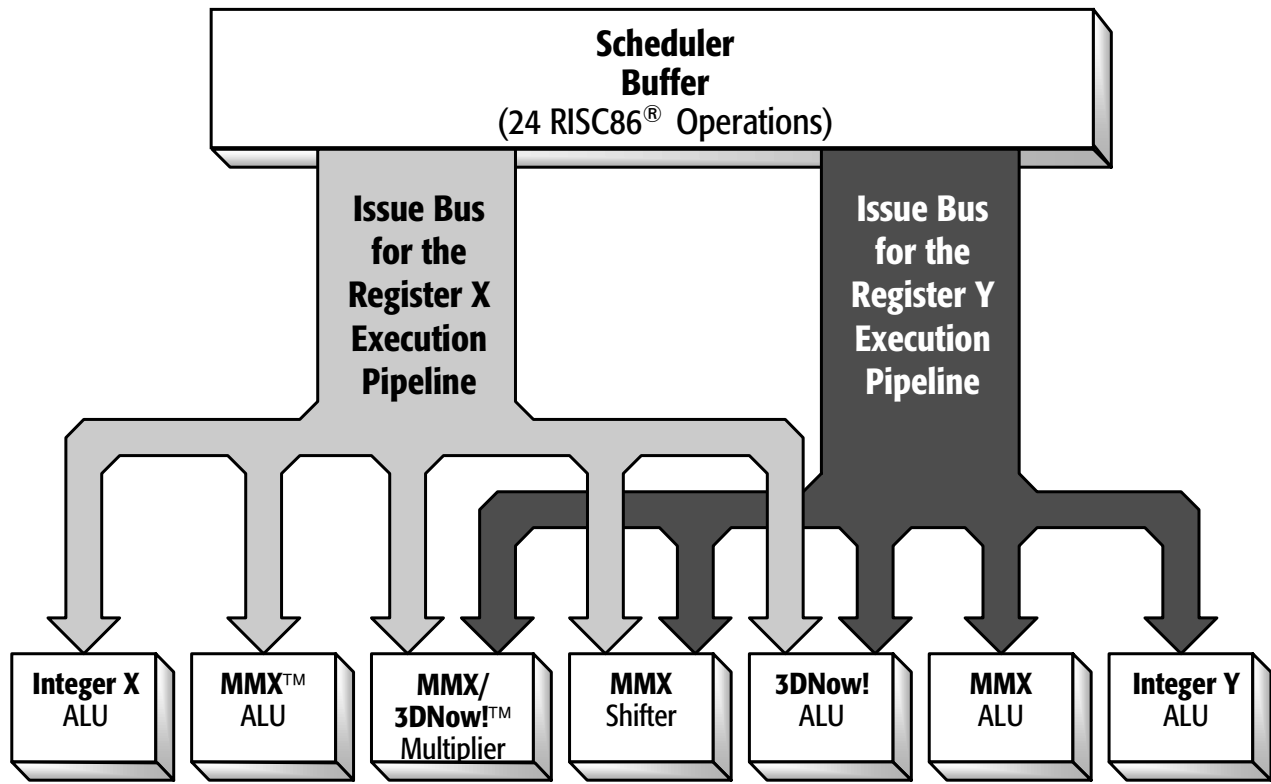 Scheduler
Buffer
(24 RISC86® Operations)
Issue Bus
for the
Register X
Execution
Pipeline
Issue Bus
for the
Register Y
Execution
Pipeline
Integer X
ALU
MMX™
ALU
MMX/
3DNow!™
Multiplier
MMX
Shifter
3DNow!
ALU
MMX
ALU
Integer Y
ALU